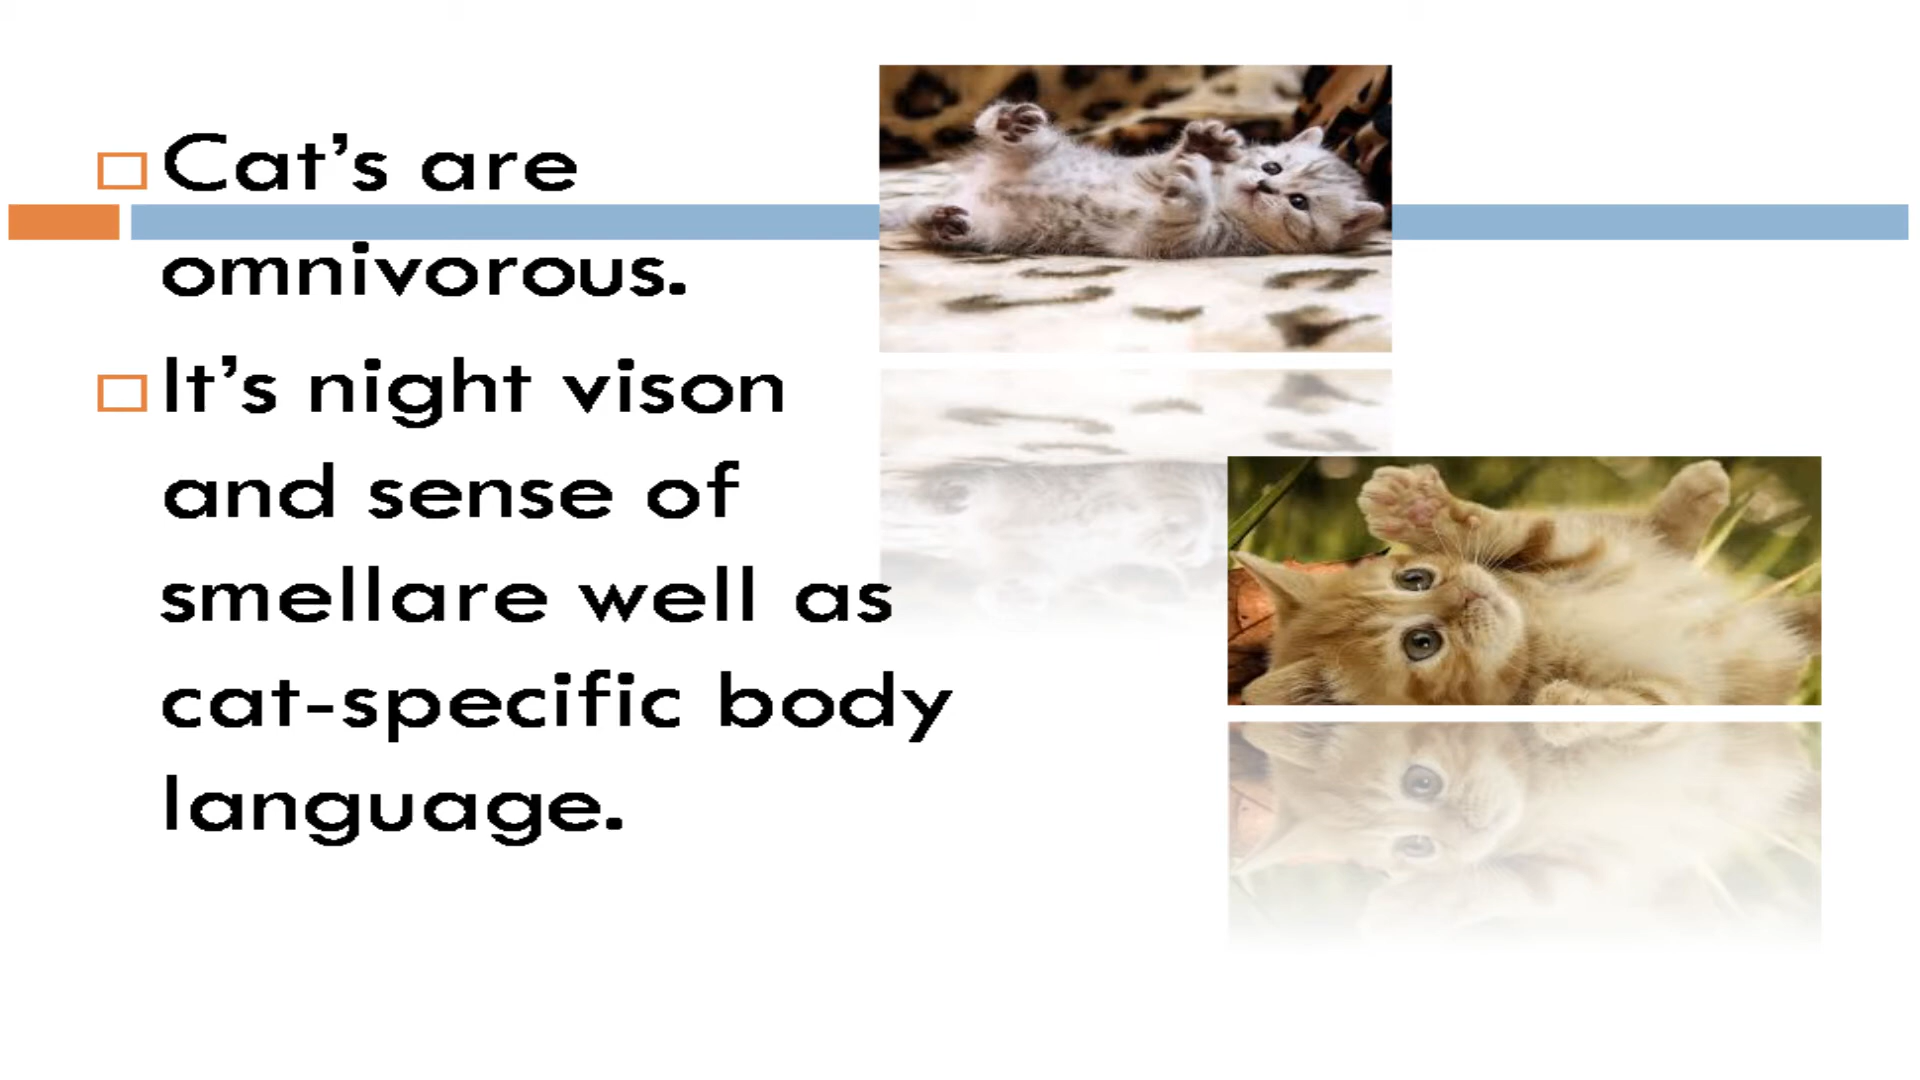 Cat’s are
omnivorous.
It’s night vison
and sense of
smellare well as
cat-specific body
language.